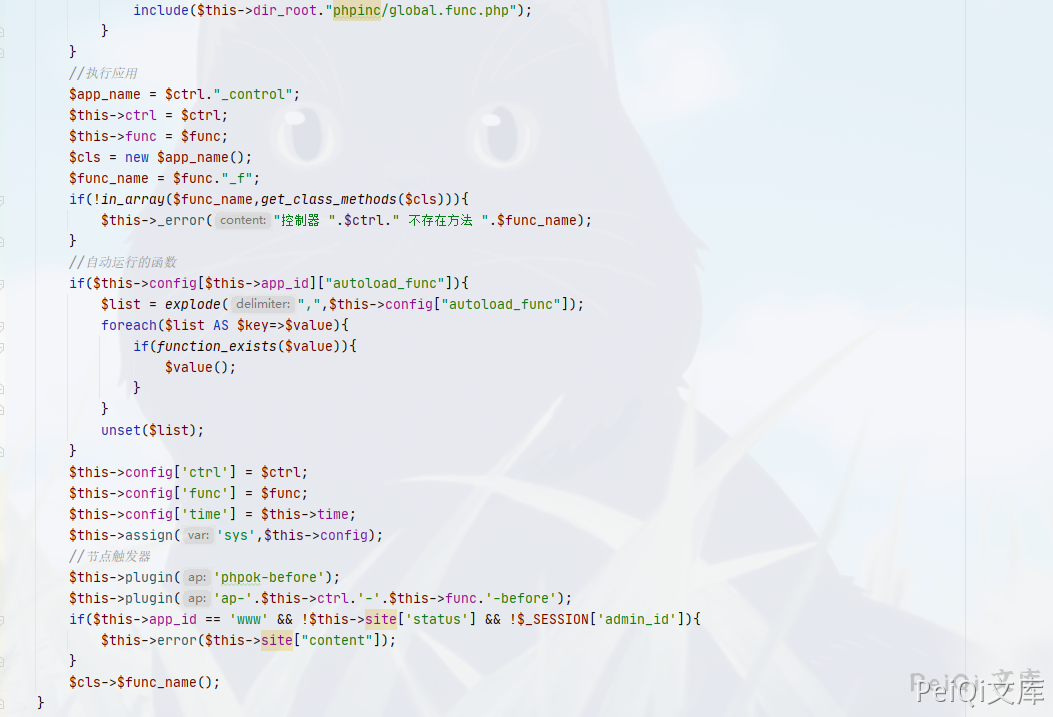 include($this->dir_root."phpinc/global.func.php");
}
}
//执行应用
$app_name = $ctrl."_control";
$this->ctrl = $ctrl;
$this->func = $func;
$cls = new $app_name();
$func_name = $func."_f";
if(!in_array($func_name,get_class_methods($cls))){
$this->_error( content: "控制器 ".$ctrl." 不存在方法 ".$func_name);
}
//自动运行的函数
if($this->config[$this->app_id]["autoload_func"]){
$list = explode( delimiter: ",",$this->config["autoload_func"]);
foreach($list AS $key=>$value){
if(function_exists($value)){
$value();
}
}
unset($list);
}
$this->config['ctrl'] = $ctrl;
$this->config['func'] = $func;
$this->config['time'] = $this->time;
$this->assign( var: 'sys',$this->config);
//节点触发器
$this->plugin( ap: 'phpok-before');
$this->plugin( ap: 'ap-'.$this->ctrl.'-'.$this->func.'-before');
if($this->app_id == 'www' && !$this->site['status'] && !$_SESSION['admin_id']){
$this->error($this->site["content"]);
}
$cls->$func_name();
}
PeiQi文库
PeiQi文库